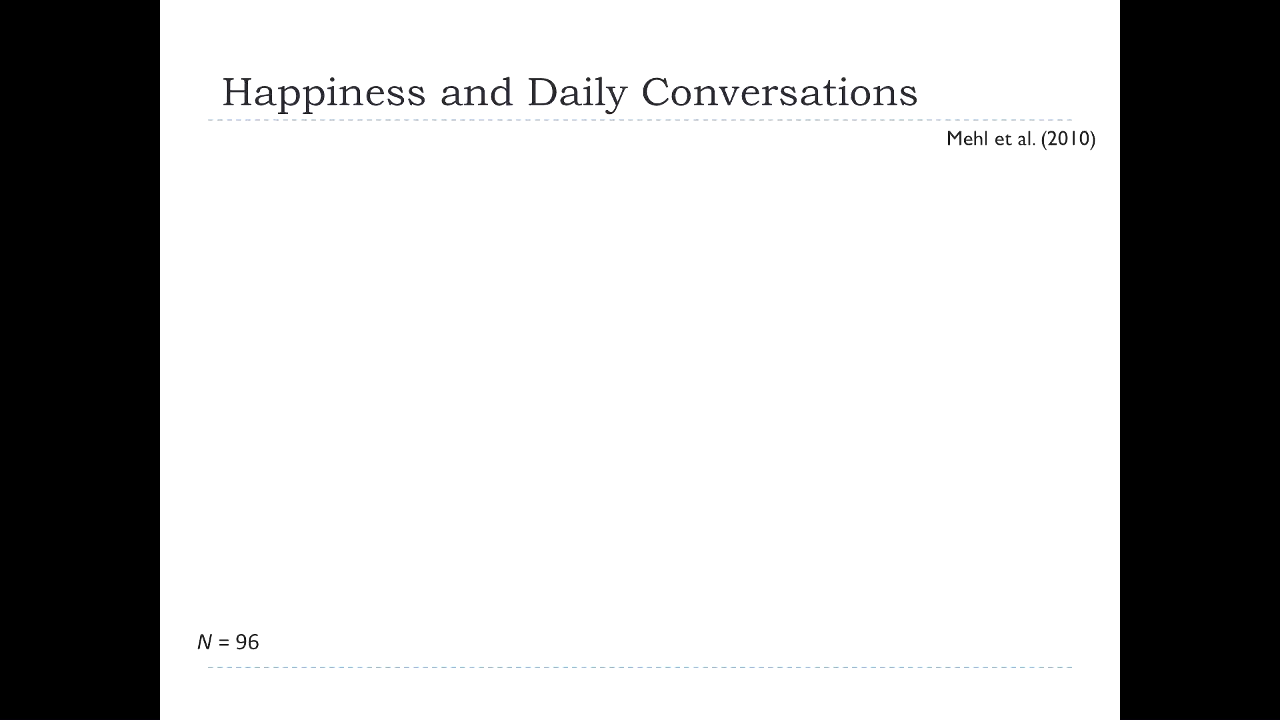 Happiness and Daily Conversations
Mehl et al. (2010)
N = 96